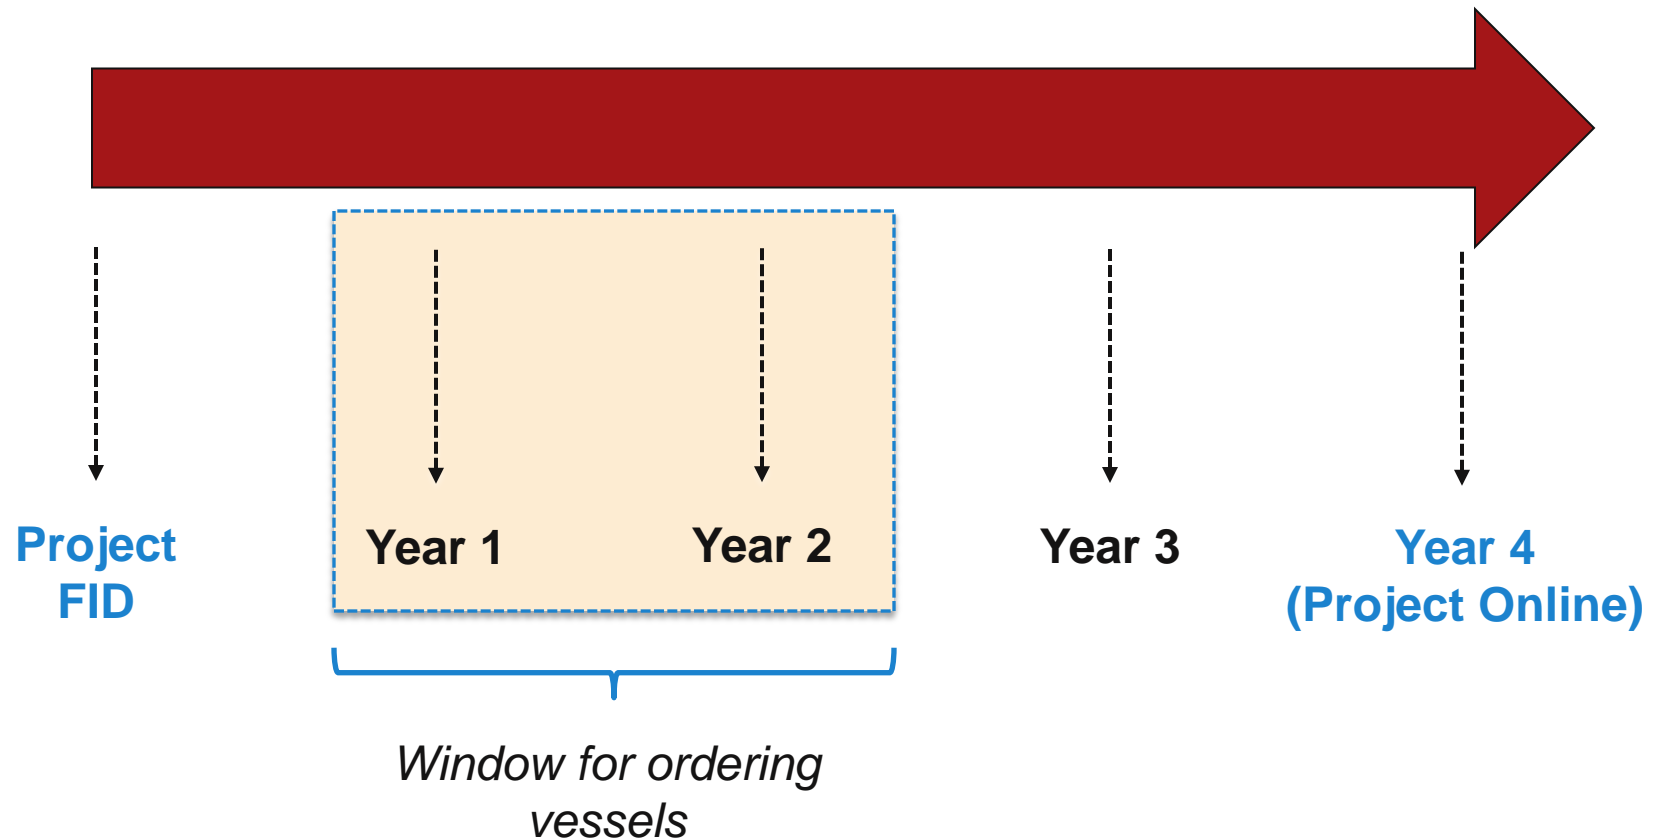 Project
FID
Year 1
Year 2
Year 3
Year 4
(Project Online)
Window for ordering
vessels